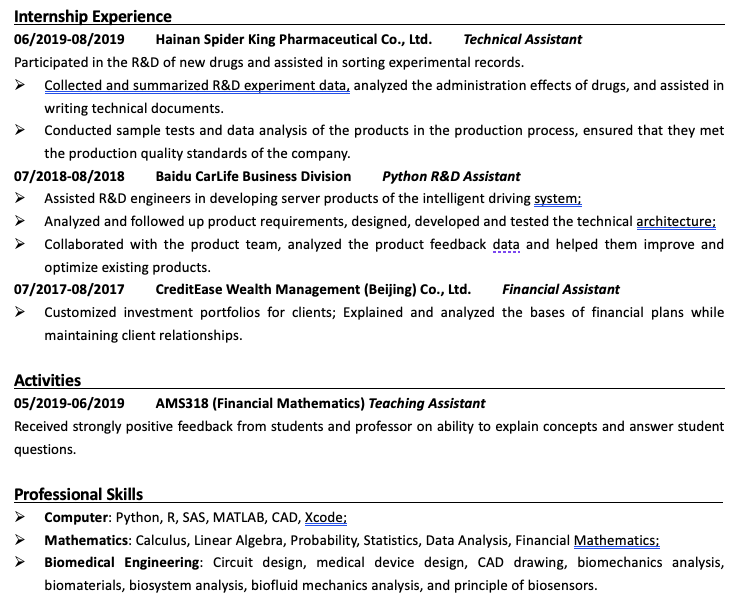 Internship Experience
06/2019-08/2019 Hainan Spider King Pharmaceutical Co., Ltd. Technical Assistant
Participated in the R&D of new drugs and assisted in sorting experimental records.
➢ Collected and summarized R&D experiment data, analyzed the administration effects of drugs, and assisted in
writing technical documents.
➢ Conducted sample tests and data analysis of the products in the production process, ensured that they met
the production quality standards of the company.
07/2018-08/2018 Baidu CarLife Business Division Python R&D Assistant
➢ Assisted R&D engineers in developing server products of the intelligent driving system;
➢ Analyzed and followed up product requirements, designed, developed and tested the technical architecture;
➢ Collaborated with the product team, analyzed the product feedback data and helped them improve and
optimize existing products.
07/2017-08/2017 CreditEase Wealth Management (Beijing) Co., Ltd. Financial Assistant
➢ Customized investment portfolios for clients; Explained and analyzed the bases of financial plans while
maintaining client relationships.
Activities
05/2019-06/2019 AMS318 (Financial Mathematics) Teaching Assistant
Received strongly positive feedback from students and professor on ability to explain concepts and answer student
questions.
Professional Skills
➢ Computer: Python, R, SAS, MATLAB, CAD, Xcode;
➢ Mathematics: Calculus, Linear Algebra, Probability, Statistics, Data Analysis, Financial Mathematics;
➢ Biomedical Engineering: Circuit design, medical device design, CAD drawing, biomechanics analysis,
biomaterials, biosystem analysis, biofluid mechanics analysis, and principle of biosensors.